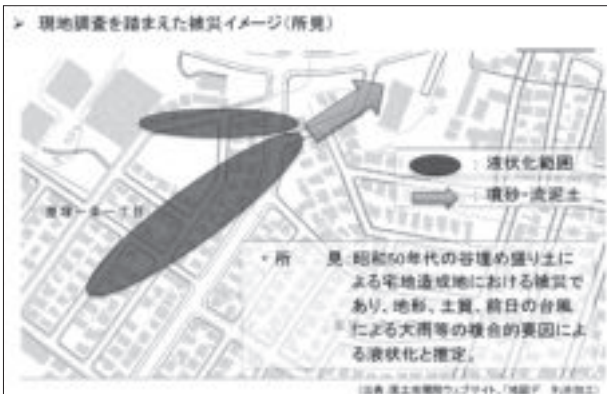 ➢ 現地調査を踏まえた被災イメージ(所見)
:液状化範囲
:噴砂・流泥土
・所　見:昭和50年代の谷埋め盛り土に
よる宅地造成地における被災で
あり、地形、土質、前日の台風
による大雨等の複合的要因によ
る液状化と推定。